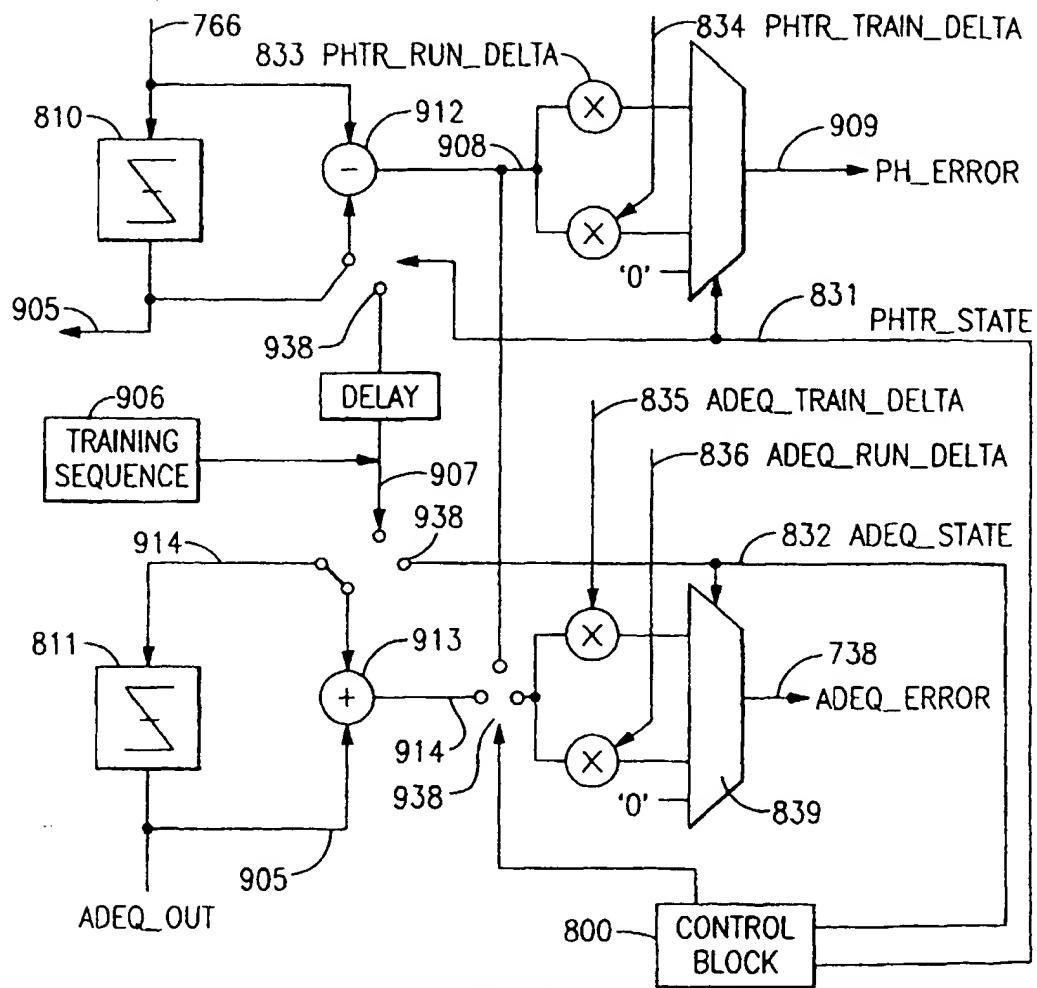 766
834 PHTR_TRAIN_DELTA
833 PHTR_RUN_DELTA
810
912
908
909
X
−
PH_ERROR
X
'0'
905
938
831
PHTR_STATE
906
DELAY
TRAINING
SEQUENCE
835 ADEQ_TRAIN_DELTA
836 ADEQ_RUN_DELTA
907
938
914
832 ADEQ_STATE
811
913
X
738
+
ADEQ_ERROR
914
X
938
'0'
839
905
ADEQ_OUT
800
CONTROL
BLOCK